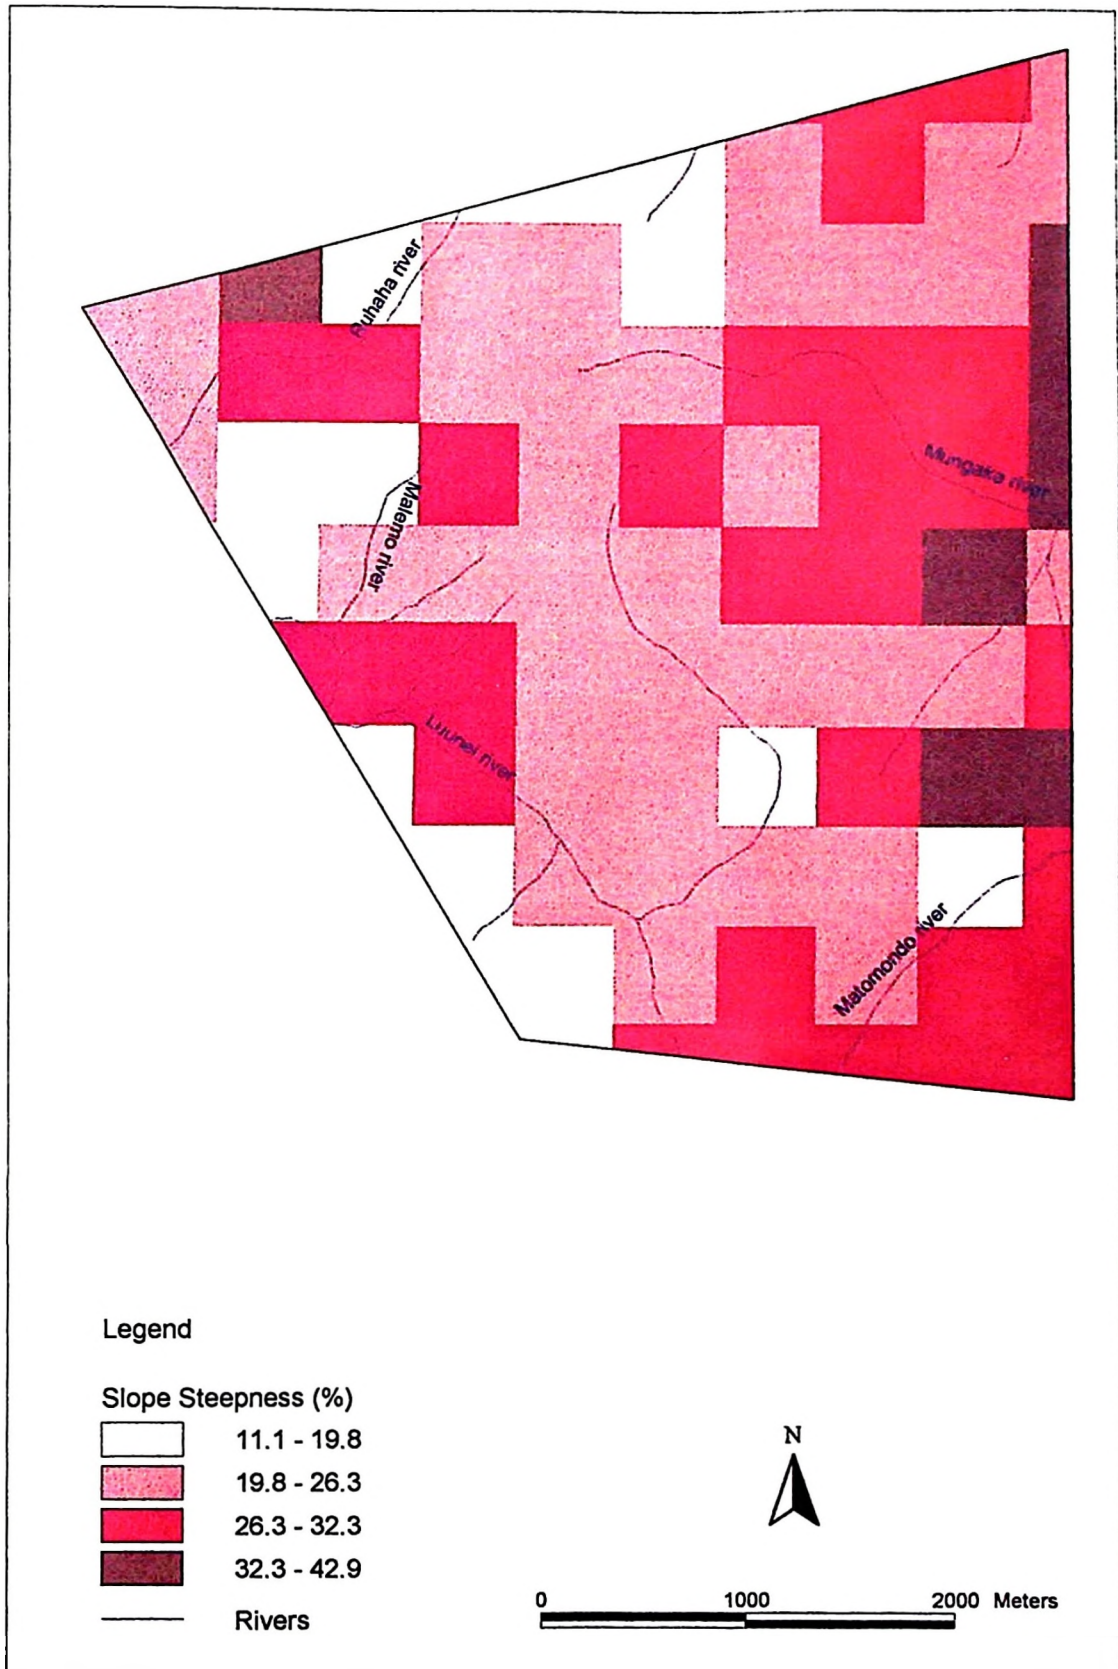 Ruhaha river
Mungaka river
Malemo river
Luunei river
Matomondo river
Legend
Slope Steepness (%)
11.1 - 19.8
19.8 - 26.3
26.3 - 32.3
32.3 - 42.9
Rivers
N
0 1000 2000 Meters